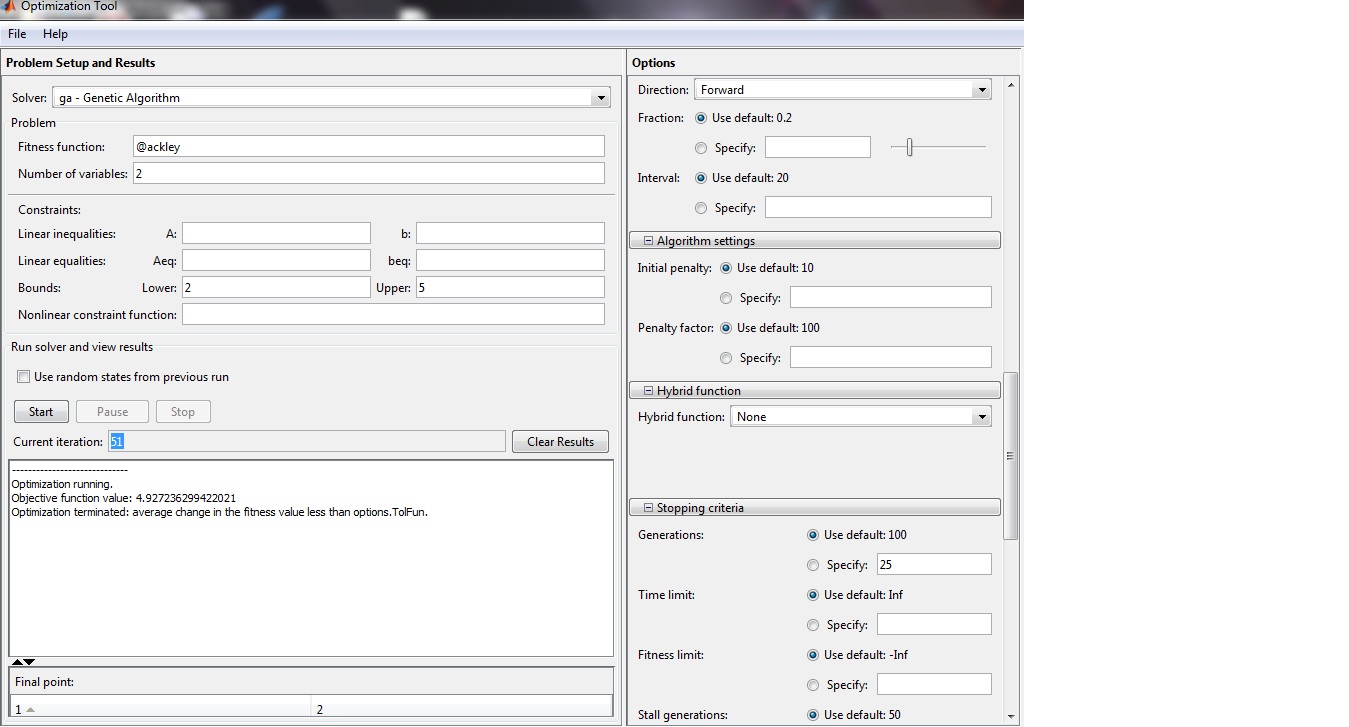 Optimization Tool
File Help
Problem Setup and Results
Solver: ga - Genetic Algorithm
Problem
Fitness function: @ackley
Number of variables: 2
Constraints:
Linear inequalities: A: b:
Linear equalities: Aeq: beq:
Bounds: Lower: 2 Upper: 5
Nonlinear constraint function:
Run solver and view results
Use random states from previous run
Start Pause Stop
Current iteration: 51 Clear Results
------------------------------
Optimization running.
Objective function value: 4.927236299422021
Optimization terminated: average change in the fitness value less than options.TolFun.
Final point:
1 2
Options
Direction: Forward
Fraction: Use default: 0.2
Specify:
Interval: Use default: 20
Specify:
Algorithm settings
Initial penalty: Use default: 10
Specify:
Penalty factor: Use default: 100
Specify:
Hybrid function
Hybrid function: None
Stopping criteria
Generations: Use default: 100
Specify: 25
Time limit: Use default: Inf
Specify:
Fitness limit: Use default: -Inf
Specify:
Stall generations: Use default: 50